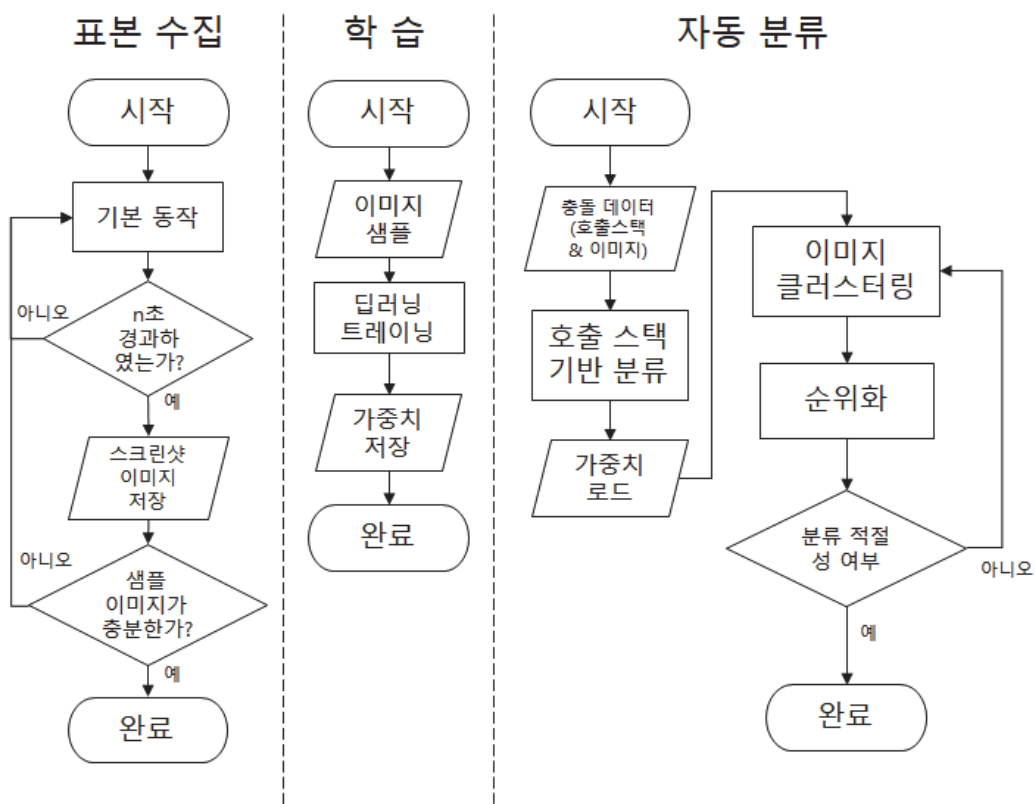 표본 수집
시작
기본 동작
아니오
n초
경과하
였는가?
예
스크린샷
이미지
저장
아니오
샘플
이미지가
충분한가?
예
완료
학 습
시작
이미지
샘플
딥러닝
트레이닝
가중치
저장
완료
자동 분류
시작
충돌 데이터
(호출스택
& 이미지)
호출 스택
기반 분류
가중치
로드
이미지
클러스터링
순위화
분류 적절
성 여부
아니오
예
완료